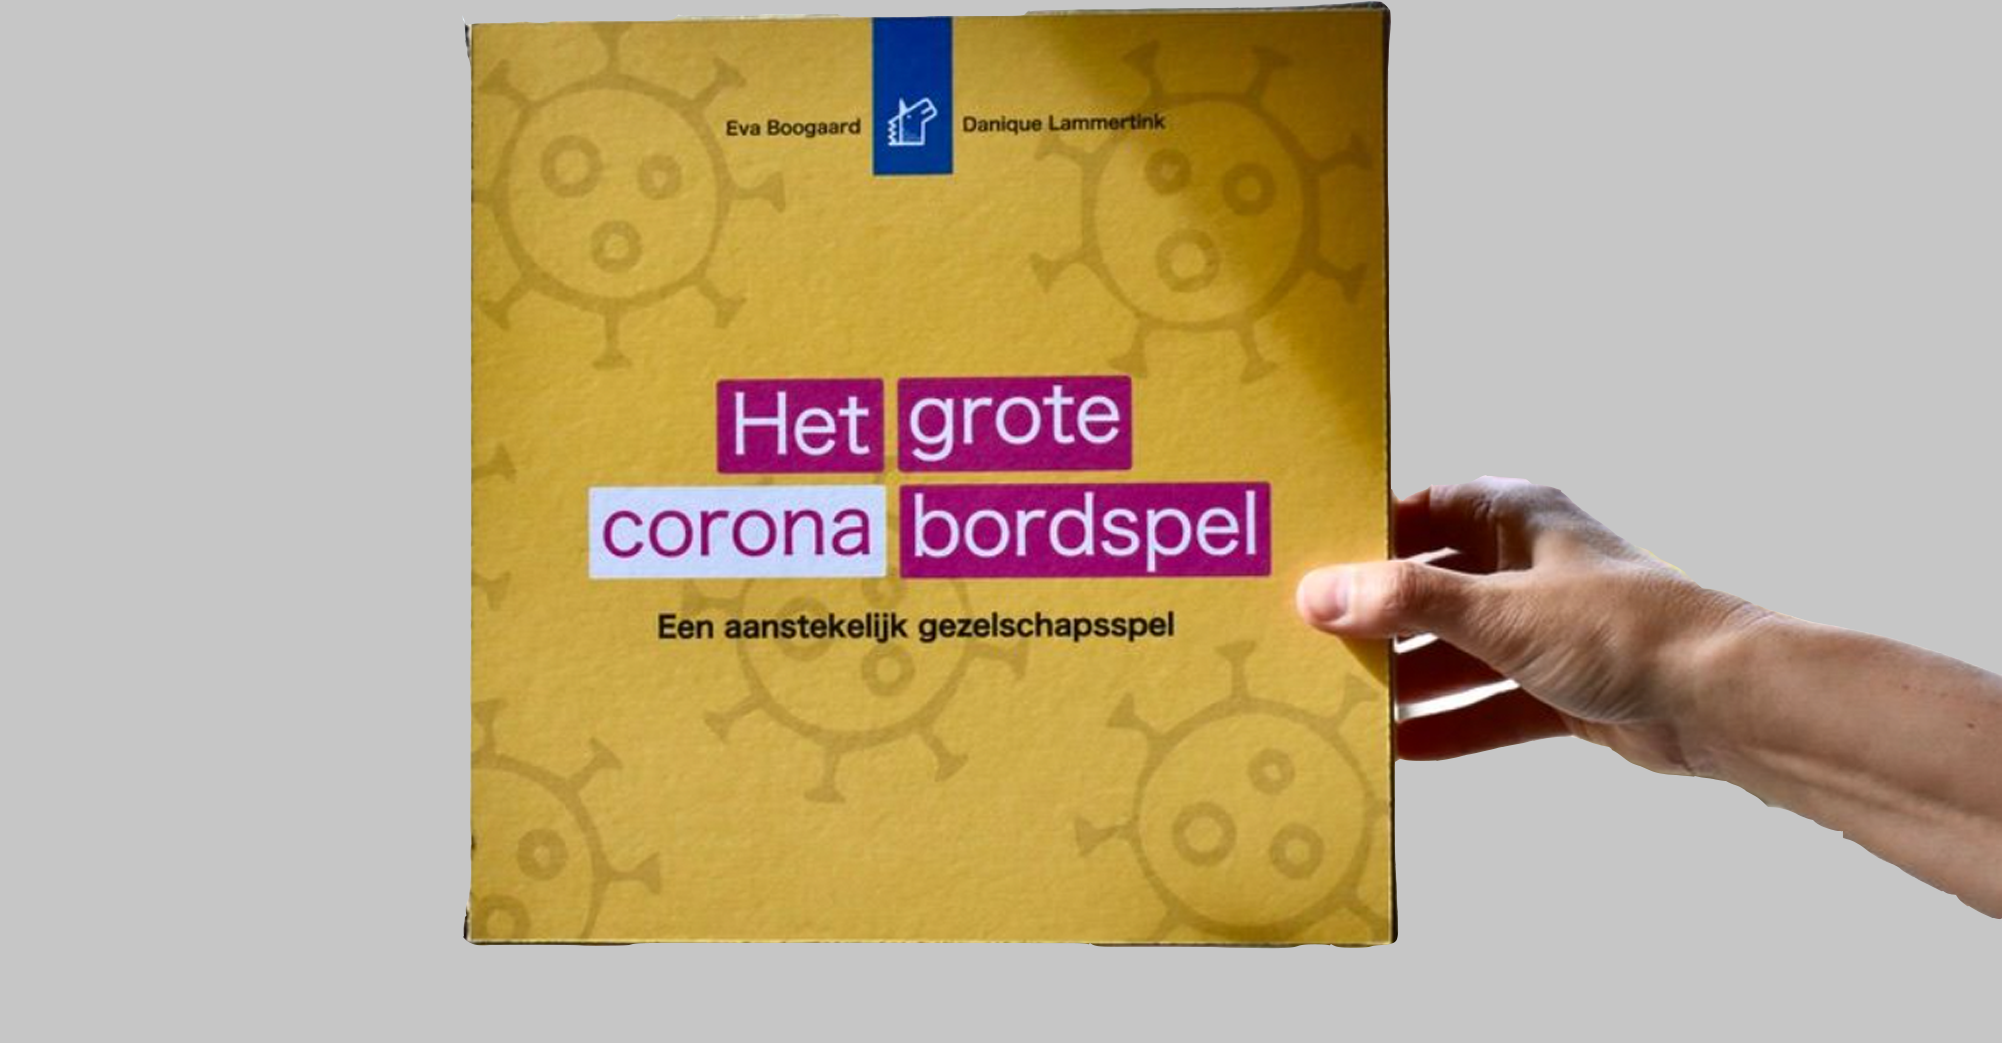 Eva Boogaard Danique Lammertink
Het grote
corona bordspel
Een aanstekelijk gezelschapsspel